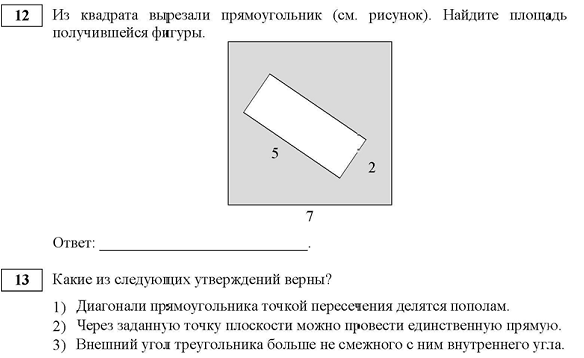 12 Из квадрата вырезали прямоугольник (см. рисунок). Найдите площадь
получившейся фигуры.
5
2
7
Ответ: ___________________________.
13 Какие из следующих утверждений верны?
1) Диагонали прямоугольника точкой пересечения делятся пополам.
2) Через заданную точку плоскости можно провести единственную прямую.
3) Внешний угол треугольника больше не смежного с ним внутреннего угла.